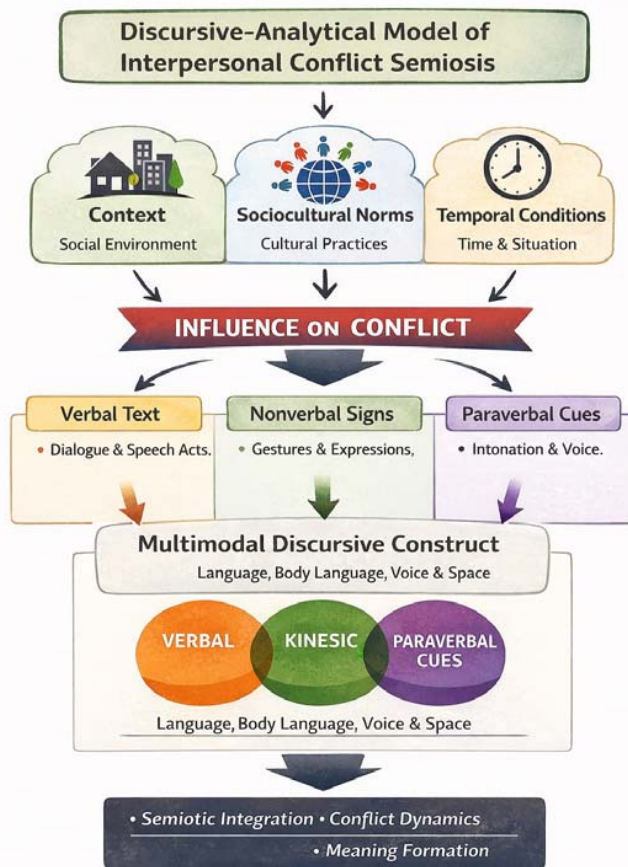 Discursive-Analytical Model of
Interpersonal Conflict Semiosis
Context
Social Environment
Sociocultural Norms
Cultural Practices
Temporal Conditions
Time & Situation
INFLUENCE ON CONFLICT
Verbal Text
• Dialogue & Speech Acts.
Nonverbal Signs
• Gestures & Expressions,
Paraverbal Cues
• Intonation & Voice.
Multimodal Discursive Construct
Language, Body Language, Voice & Space
VERBAL
KINESIC
PARAVERBAL
CUES
Language, Body Language, Voice & Space
• Semiotic Integration • Conflict Dynamics
• Meaning Formation